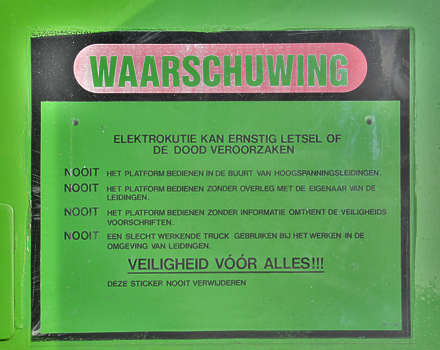 WAARSCHUWING
ELEKTROKUTIE KAN ERNSTIG LETSEL OF
DE DOOD VEROORZAKEN
NOOIT HET PLATFORM BEDIENEN IN DE BUURT VAN HOOGSPANNINGSLEIDINGEN.
NOOIT HET PLATFORM BEDIENEN ZONDER OVERLEG MET DE EIGENAAR VAN DE
LEIDINGEN.
NOOIT HET PLATFORM BEDIENEN ZONDER INFORMATIE OMTRENT DE VEILIGHEIDS
VOORSCHRIFTEN.
NOOIT EEN SLECHT WERKENDE TRUCK GEBRUIKEN BIJ HET WERKEN IN DE
OMGEVING VAN LEIDINGEN.
VEILIGHEID VÓÓR ALLES!!!
DEZE STICKER NOOIT VERWIJDEREN